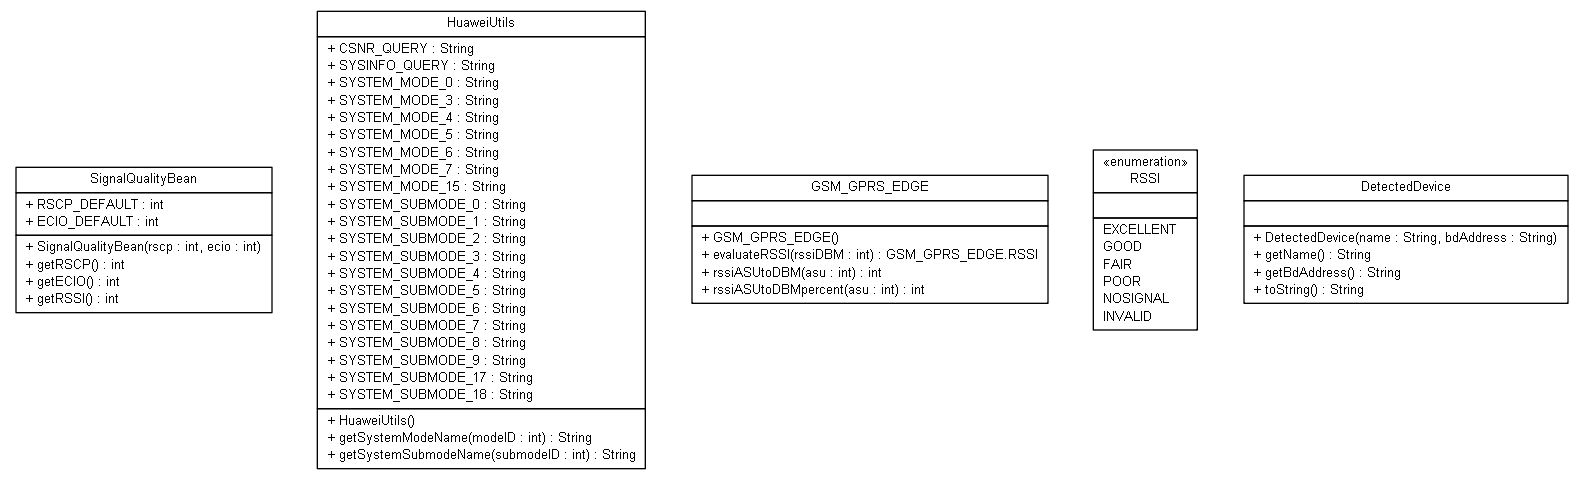 SignalQualityBean
+ RSCP_DEFAULT : int
+ ECIO_DEFAULT : int
+ SignalQualityBean(rscp : int, ecio : int)
+ getRSCP() : int
+ getECIO() : int
+ getRSSI() : int
HuaweiUtils
+ CSNR_QUERY : String
+ SYSINFO_QUERY : String
+ SYSTEM_MODE_0 : String
+ SYSTEM_MODE_3 : String
+ SYSTEM_MODE_4 : String
+ SYSTEM_MODE_5 : String
+ SYSTEM_MODE_6 : String
+ SYSTEM_MODE_7 : String
+ SYSTEM_MODE_15 : String
+ SYSTEM_SUBMODE_0 : String
+ SYSTEM_SUBMODE_1 : String
+ SYSTEM_SUBMODE_2 : String
+ SYSTEM_SUBMODE_3 : String
+ SYSTEM_SUBMODE_4 : String
+ SYSTEM_SUBMODE_5 : String
+ SYSTEM_SUBMODE_6 : String
+ SYSTEM_SUBMODE_7 : String
+ SYSTEM_SUBMODE_8 : String
+ SYSTEM_SUBMODE_9 : String
+ SYSTEM_SUBMODE_17 : String
+ SYSTEM_SUBMODE_18 : String
+ HuaweiUtils()
+ getSystemModeName(modeID : int) : String
+ getSystemSubmodeName(submodeID : int) : String
GSM_GPRS_EDGE
+ GSM_GPRS_EDGE()
+ evaluateRSSI(rssiDBM : int) : GSM_GPRS_EDGE.RSSI
+ rssiASUtoDBM(asu : int) : int
+ rssiASUtoDBMpercent(asu : int) : int
«enumeration»
RSSI
EXCELLENT
GOOD
FAIR
POOR
NOSIGNAL
INVALID
DetectedDevice
+ DetectedDevice(name : String, bdAddress : String)
+ getName() : String
+ getBdAddress() : String
+ toString() : String